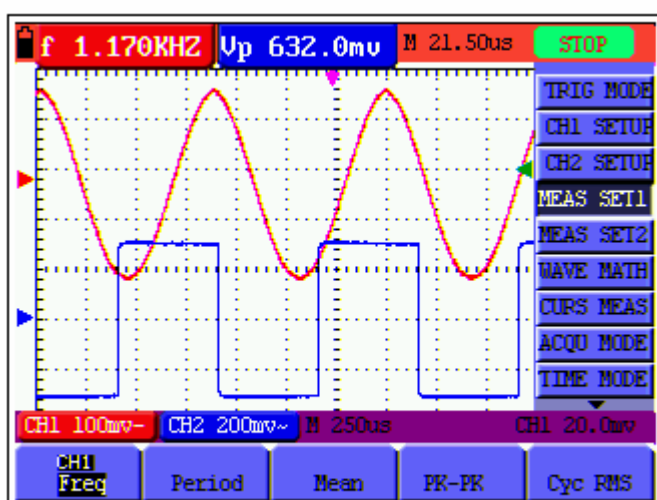 f 1.170KHZ Vp 632.0mv M 21.50us STOP
TRIG MODE
CH1 SETUP
CH2 SETUP
MEAS SET1
MEAS SET2
WAVE MATH
CURS MEAS
ACQU MODE
TIME MODE
CH1 100mv- CH2 200mv~ M 250us CH1 20.0mv
CH1
Freq Period Mean PK-PK Cyc RMS